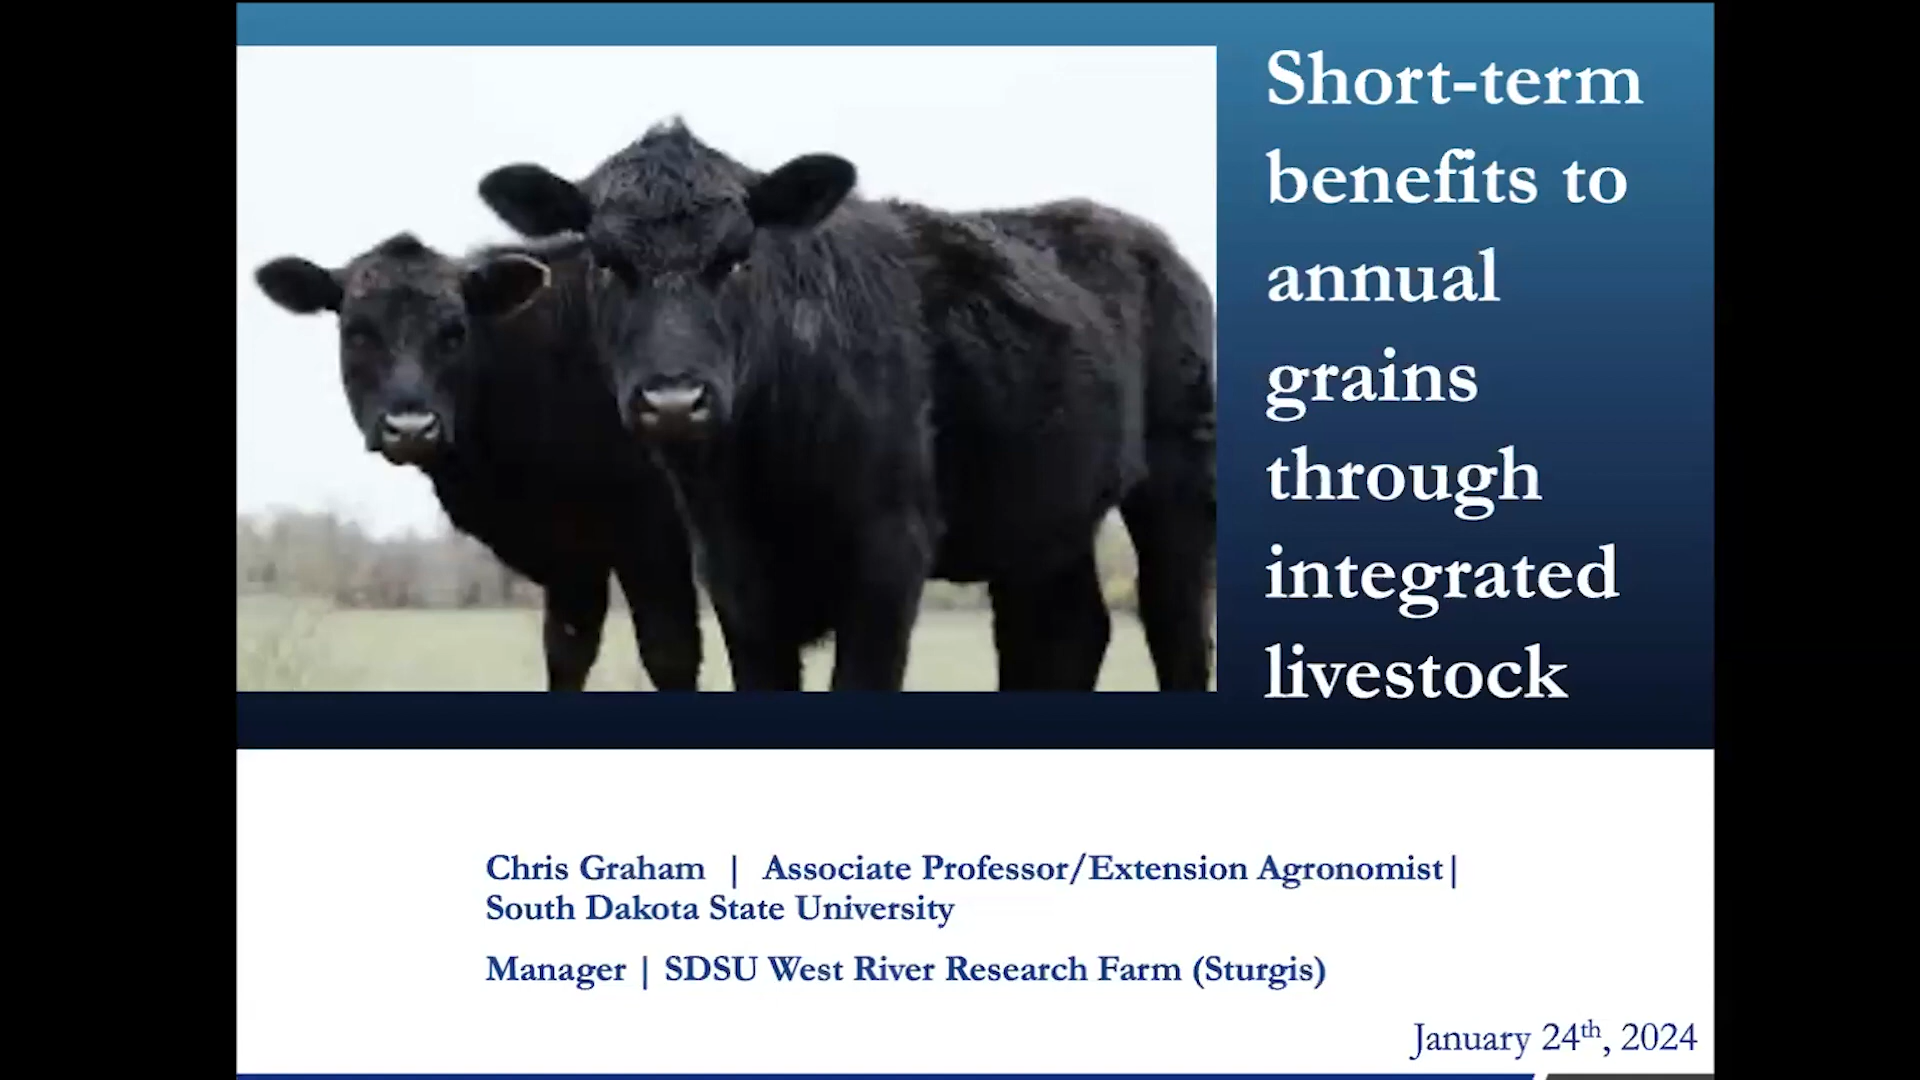 Short-term
benefits to
annual
grains
through
integrated
livestock
Chris Graham | Associate Professor/Extension Agronomist|
South Dakota State University
Manager | SDSU West River Research Farm (Sturgis)
January 24th, 2024